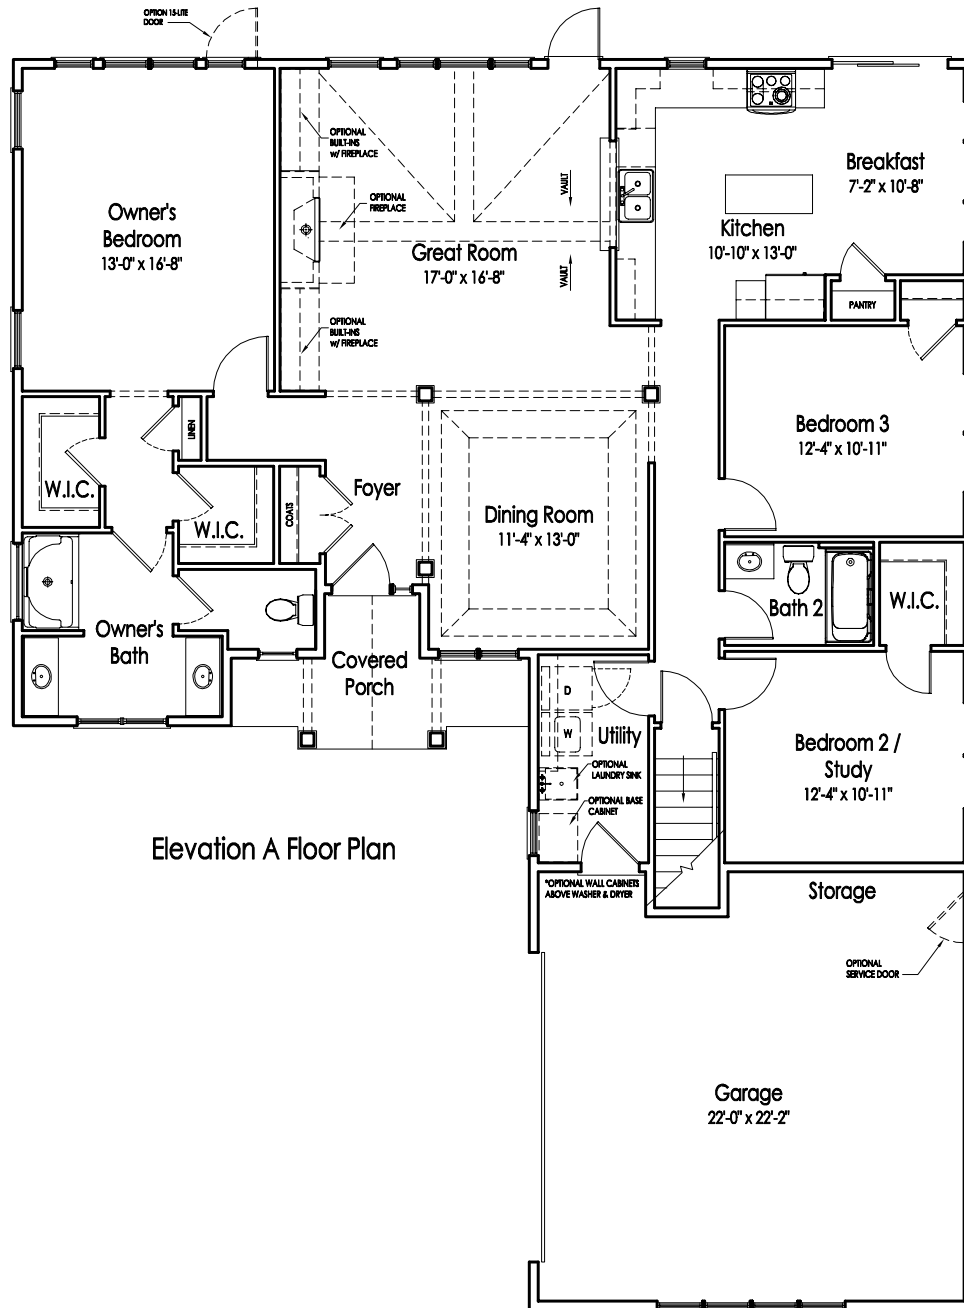 OPTION 15-LITE
DOOR
OPTIONAL
BUILT-INS
w/ FIREPLACE
OPTIONAL
FIREPLACE
VAULT
Breakfast
7'-2" x 10'-8"
Owner's
Bedroom
13'-0" x 16'-8"
Great Room
17'-0" x 16'-8"
Kitchen
10'-10" x 13'-0"
VAULT
PANTRY
OPTIONAL
BUILT-INS
w/ FIREPLACE
LINEN
Bedroom 3
12'-4" x 10'-11"
W.I.C.
W.I.C.
COATS
Foyer
Dining Room
11'-4" x 13'-0"
Bath 2
W.I.C.
Owner's
Bath
Covered
Porch
D
W
Utility
Bedroom 2 /
Study
12'-4" x 10'-11"
OPTIONAL
LAUNDRY SINK
OPTIONAL BASE
CABINET
Elevation A Floor Plan
*OPTIONAL WALL CABINETS
ABOVE WASHER & DRYER
Storage
OPTIONAL
SERVICE DOOR
Garage
22'-0" x 22'-2"